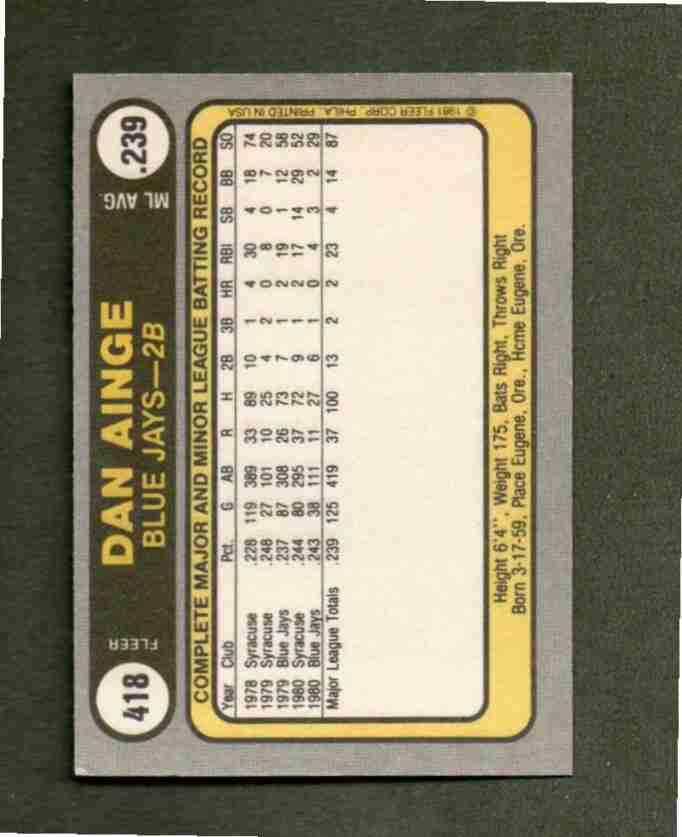 418
FLEER
DAN AINGE
BLUE JAYS—2B
ML AVG.
.239
COMPLETE MAJOR AND MINOR LEAGUE BATTING RECORD
Year Club Pct. G AB R H 2B 3B HR RBI SB BB SO
1978 Syracuse .228 119 389 33 89 10 1 4 30 4 18 74
1979 Syracuse .248 27 101 10 25 4 2 0 8 0 7 20
1979 Blue Jays .237 87 308 26 73 7 1 2 19 1 12 58
1980 Syracuse .244 80 295 37 72 9 1 2 17 14 29 52
1980 Blue Jays .243 38 111 11 27 6 1 0 4 3 2 29
Major League Totals .239 125 419 37 100 13 2 2 23 4 14 87
Height 6'4", Weight 175, Bats Right, Throws Right
Born 3-17-59, Place Eugene, Ore., Home Eugene, Ore.
© 1981 FLEER CORP. PHILA. PRINTED IN USA